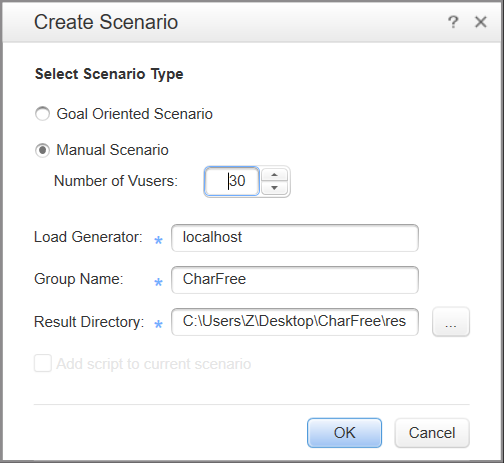 Create Scenario ? ×
Select Scenario Type
Goal Oriented Scenario
Manual Scenario
Number of Vusers: 30
Load Generator: * localhost
Group Name: * CharFree
Result Directory: * C:\Users\Z\Desktop\CharFree\res ...
Add script to current scenario
OK Cancel